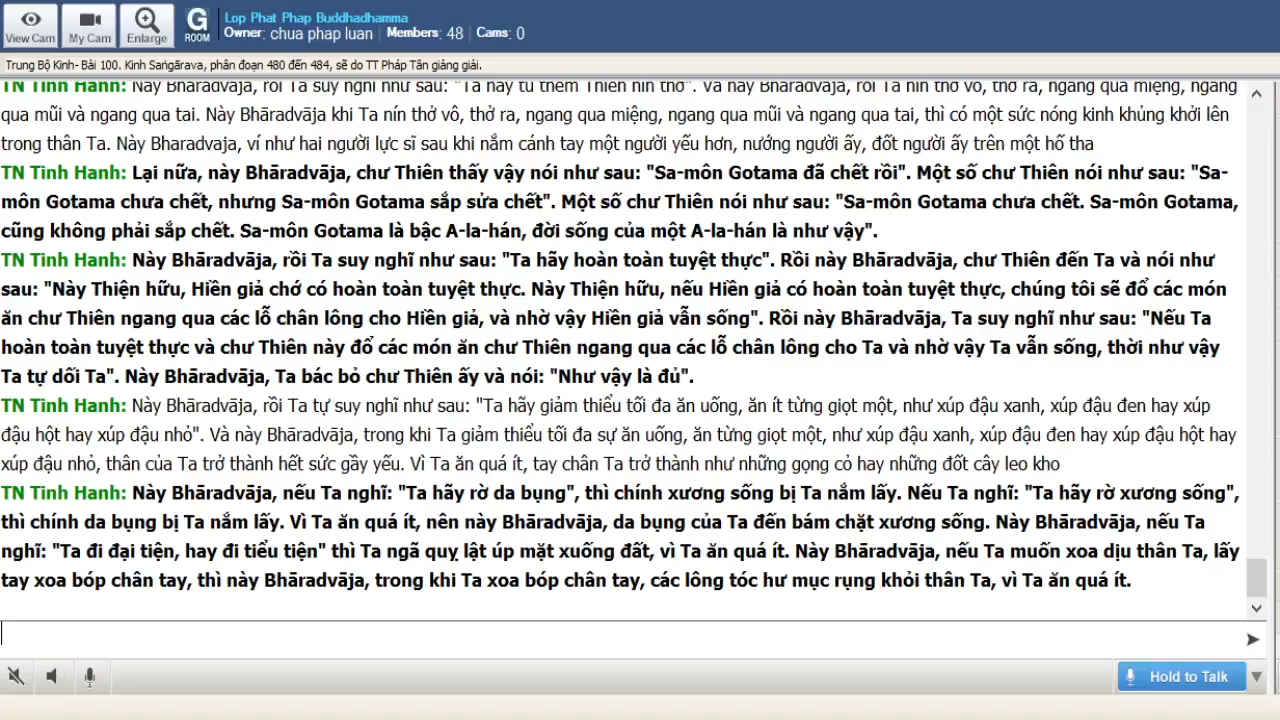 Lop Phat Phap Buddhadhamma
Owner: chua phap luan Members: 48 Cams: 0
View Cam
My Cam
Enlarge
G
ROOM
Trung Bộ Kinh- Bài 100. Kinh Saṅgārava, phân đoạn 480 đến 484, sẽ do TT Pháp Tân giảng giải.
TN Tinh Hanh: Này Bhāradvāja, rồi Ta suy nghĩ như sau: "Ta hãy tu thêm Thiền nín thở". Và này Bhāradvāja, rồi Ta nín thở vô, thở ra, ngang qua miệng, ngang
qua mũi và ngang qua tai. Này Bhāradvāja khi Ta nín thở vô, thở ra, ngang qua miệng, ngang qua mũi và ngang qua tai, thì có một sức nóng kinh khủng khởi lên
trong thân Ta. Này Bharadvaja, ví như hai người lực sĩ sau khi nắm cánh tay một người yếu hơn, nướng người ấy, đốt người ấy trên một hố tha
TN Tinh Hanh: Lại nữa, này Bhāradvāja, chư Thiên thấy vậy nói như sau: "Sa-môn Gotama đã chết rồi". Một số chư Thiên nói như sau: "Sa-
môn Gotama chưa chết, nhưng Sa-môn Gotama sắp sửa chết". Một số chư Thiên nói như sau: "Sa-môn Gotama chưa chết. Sa-môn Gotama,
cũng không phải sắp chết. Sa-môn Gotama là bậc A-la-hán, đời sống của một A-la-hán là như vậy".
TN Tinh Hanh: Này Bhāradvāja, rồi Ta suy nghĩ như sau: "Ta hãy hoàn toàn tuyệt thực". Rồi này Bhāradvāja, chư Thiên đến Ta và nói như
sau: "Này Thiện hữu, Hiền giả chớ có hoàn toàn tuyệt thực. Này Thiện hữu, nếu Hiền giả có hoàn toàn tuyệt thực, chúng tôi sẽ đổ các món
ăn chư Thiên ngang qua các lỗ chân lông cho Hiền giả, và nhờ vậy Hiền giả vẫn sống". Rồi này Bhāradvāja, Ta suy nghĩ như sau: "Nếu Ta
hoàn toàn tuyệt thực và chư Thiên này đổ các món ăn chư Thiên ngang qua các lỗ chân lông cho Ta và nhờ vậy Ta vẫn sống, thời như vậy
Ta tự dối Ta". Này Bhāradvāja, Ta bác bỏ chư Thiên ấy và nói: "Như vậy là đủ".
TN Tinh Hanh: Này Bhāradvāja, rồi Ta tự suy nghĩ như sau: "Ta hãy giảm thiểu tối đa ăn uống, ăn ít từng giọt một, như xúp đậu xanh, xúp đậu đen hay xúp
đậu hột hay xúp đậu nhỏ". Và này Bhāradvāja, trong khi Ta giảm thiểu tối đa sự ăn uống, ăn từng giọt một, như xúp đậu xanh, xúp đậu đen hay xúp đậu hột hay
xúp đậu nhỏ, thân của Ta trở thành hết sức gầy yếu. Vì Ta ăn quá ít, tay chân Ta trở thành như những gọng cỏ hay những đốt cây leo kho
TN Tinh Hanh: Này Bhāradvāja, nếu Ta nghĩ: "Ta hãy rờ da bụng", thì chính xương sống bị Ta nắm lấy. Nếu Ta nghĩ: "Ta hãy rờ xương sống",
thì chính da bụng bị Ta nắm lấy. Vì Ta ăn quá ít, nên này Bhāradvāja, da bụng của Ta đến bám chặt xương sống. Này Bhāradvāja, nếu Ta
nghĩ: "Ta đi đại tiện, hay đi tiểu tiện" thì Ta ngã quỵ lật úp mặt xuống đất, vì Ta ăn quá ít. Này Bhāradvāja, nếu Ta muốn xoa dịu thân Ta, lấy
tay xoa bóp chân tay, thì này Bhāradvāja, trong khi Ta xoa bóp chân tay, các lông tóc hư mục rụng khỏi thân Ta, vì Ta ăn quá ít.
Hold to Talk